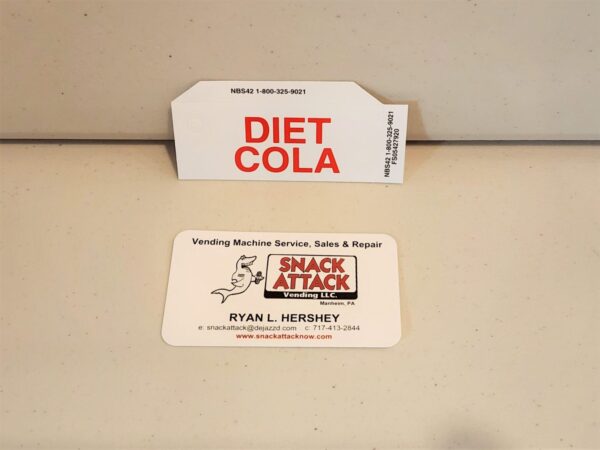 NBS42 1-800-325-9021
DIET
COLA
NBS42 1-800-325-9021
FS05427920
Vending Machine Service, Sales & Repair
SNACK
ATTACK
Vending LLC.
Manheim, PA
RYAN L. HERSHEY
e: snackattack@dejazzd.com c: 717-413-2844
www.snackattacknow.com